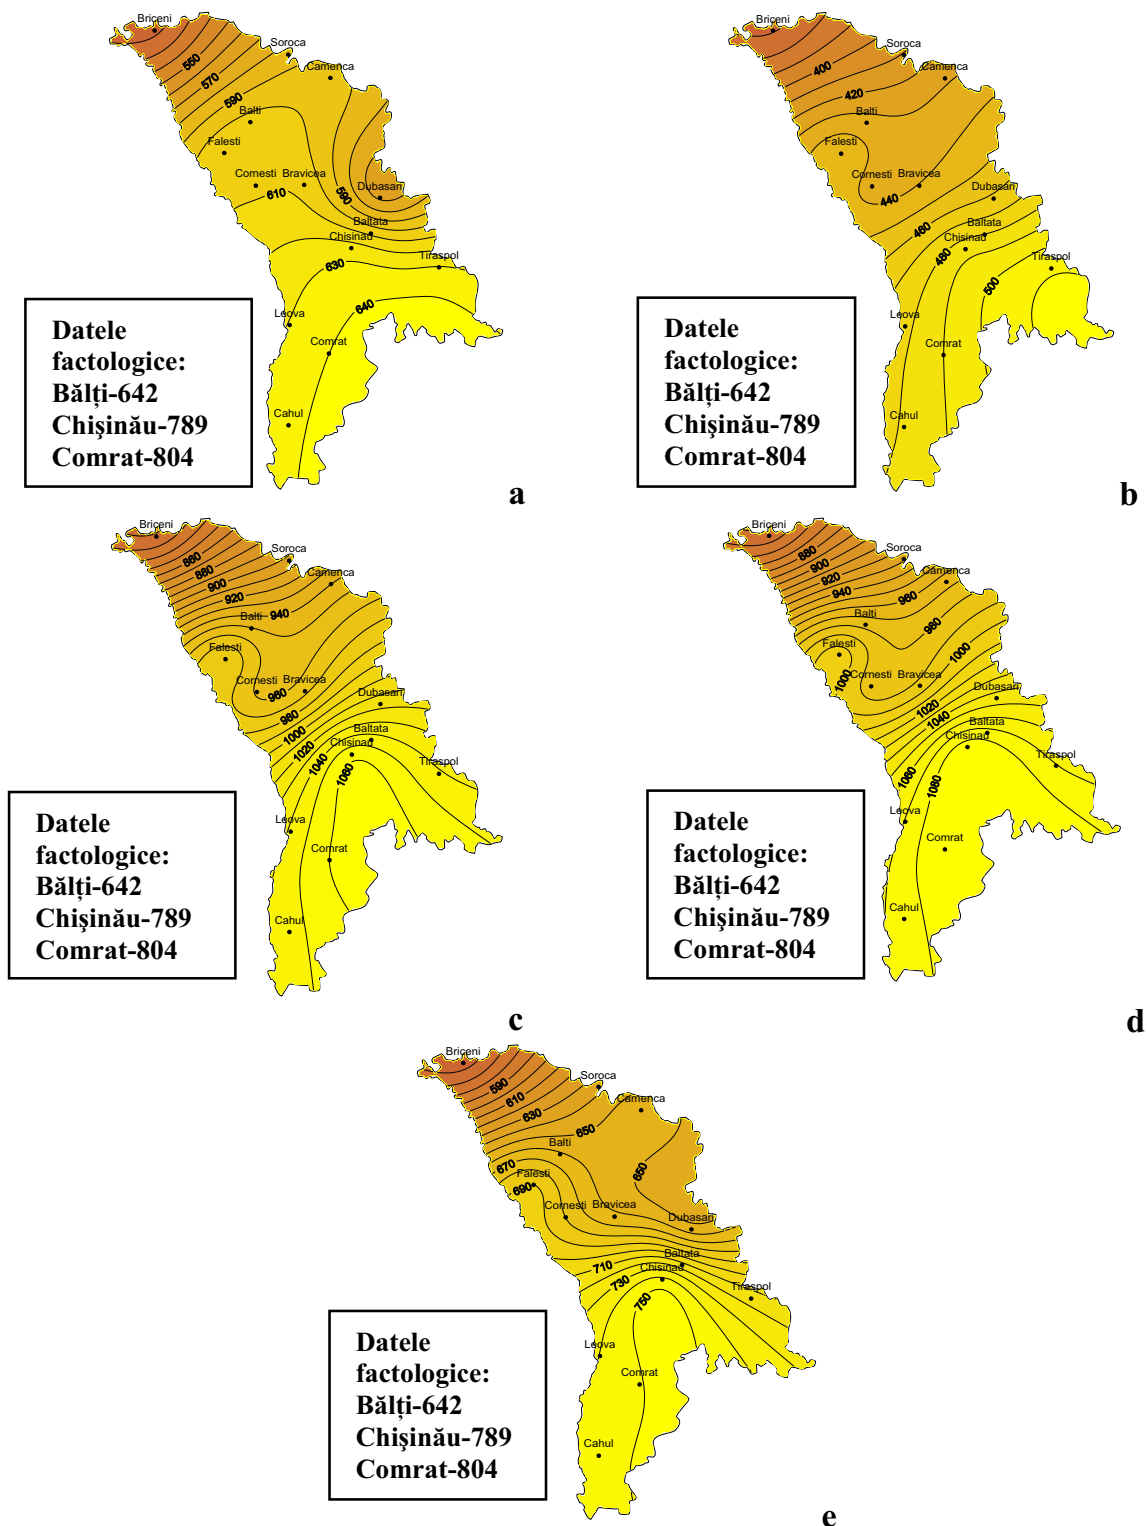 Briceni
Soroca
550
Camenca
570
590
Balti
Falesti
Cornesti Bravicea
610
Dubasari
590
Baltata
Chisinau
Tiraspol
630
640
Leova
Comrat
Cahul
Datele
factologice:
Bălți-642
Chişinău-789
Comrat-804
a
Briceni
Soroca
400
Camenca
420
Balti
Falesti
Cornesti Bravicea
440
Dubasari
460
Baltata
Chisinau
480
Tiraspol
500
Leova
Comrat
Cahul
Datele
factologice:
Bălți-642
Chişinău-789
Comrat-804
b
Briceni
Soroca
860
880
Camenca
900
920
940
Balti
Falesti
Cornesti Bravicea
960
Dubasari
980
1000
Baltata
1020
Chisinau
1040
1060
Tiraspol
Leova
Comrat
Cahul
Datele
factologice:
Bălți-642
Chişinău-789
Comrat-804
c
Briceni
Soroca
880
900
Camenca
920
940
960
Balti
980
Falesti
1000
1000
Cornesti Bravicea
Dubasari
1020
1040
Baltata
Chisinau
Tiraspol
1060
1080
Leova
Comrat
Cahul
Datele
factologice:
Bălți-642
Chişinău-789
Comrat-804
d
Briceni
Soroca
590
610
Camenca
630
650
Balti
670
650
Falesti
690
Cornesti Bravicea
Dubasari
Baltata
710
Chisinau
730
Tiraspol
750
Leova
Comrat
Cahul
Datele
factologice:
Bălți-642
Chişinău-789
Comrat-804
e